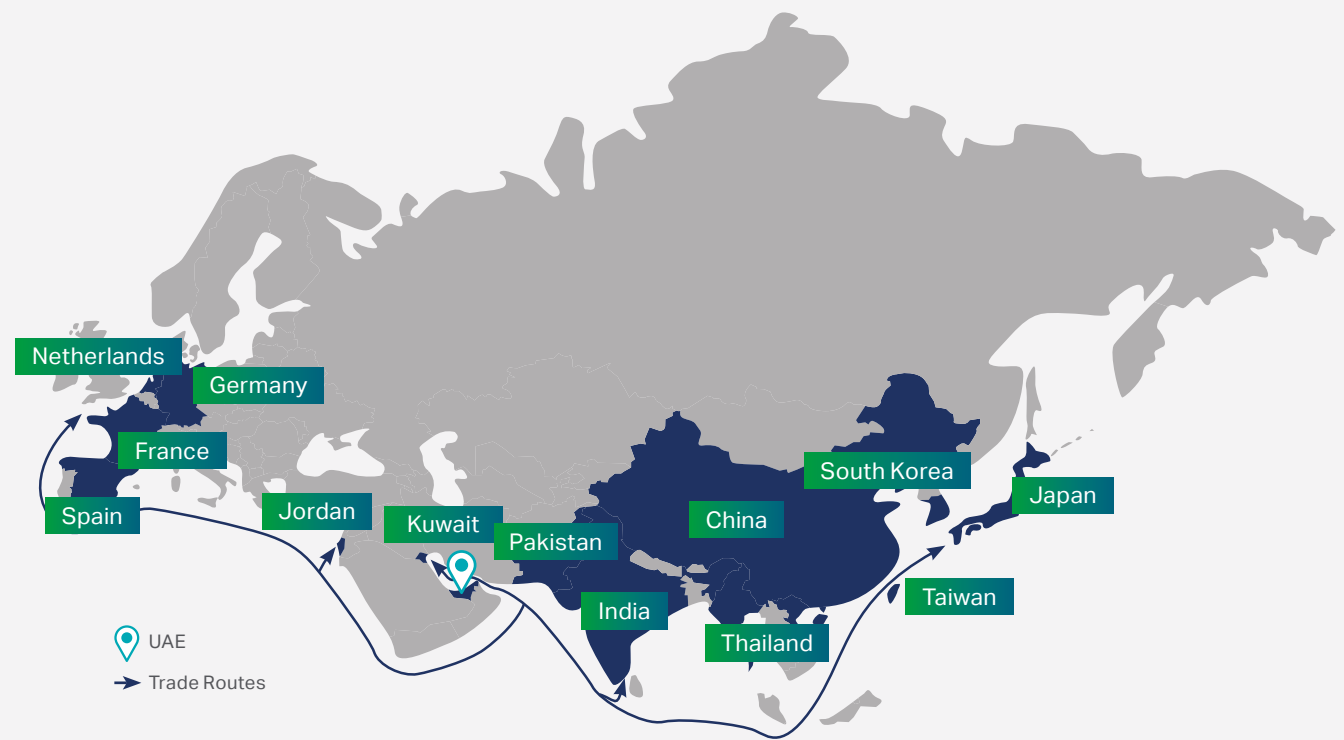 Netherlands
Germany
France
Spain
Jordan
Kuwait
Pakistan
India
China
South Korea
Japan
Taiwan
Thailand
UAE
Trade Routes